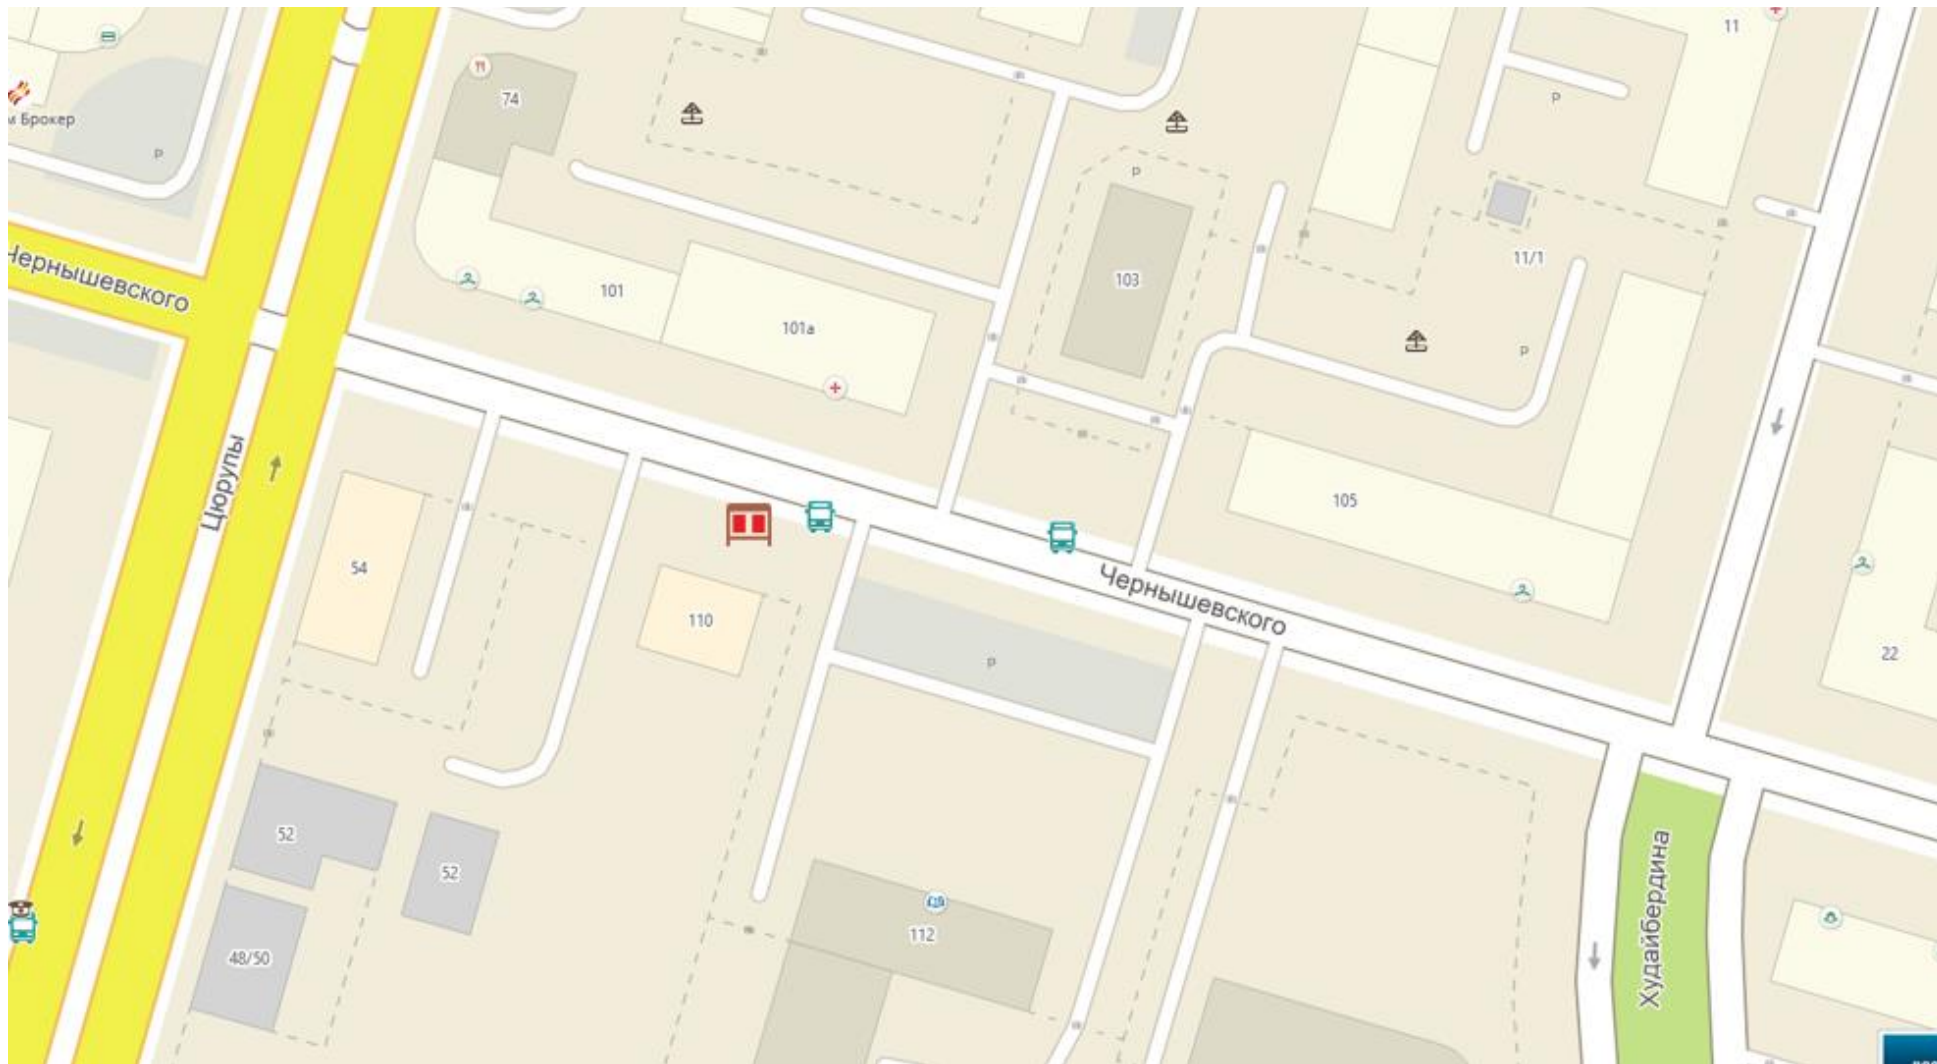 11
74
м Брокер
P
P
P
Чернышевского
11/1
101
103
101а
P
105
Цюрупы
54
Чернышевского
110
22
P
52
52
Худайбердина
112
48/50